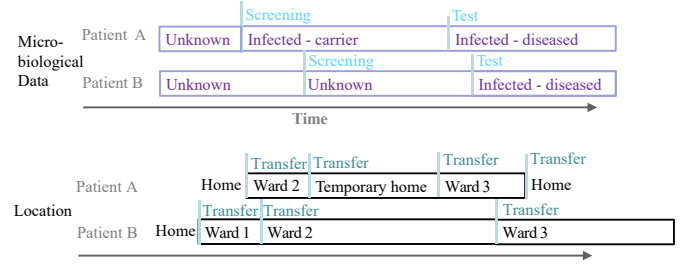 Screening Test
Patient A Unknown Infected - carrier Infected - diseased
Micro-
biological
Data
Screening Test
Patient B Unknown Unknown Infected - diseased
Time
Transfer Transfer Transfer Transfer
Patient A Home Ward 2 Temporary home Ward 3 Home
Location
Transfer Transfer Transfer
Patient B Home Ward 1 Ward 2 Ward 3